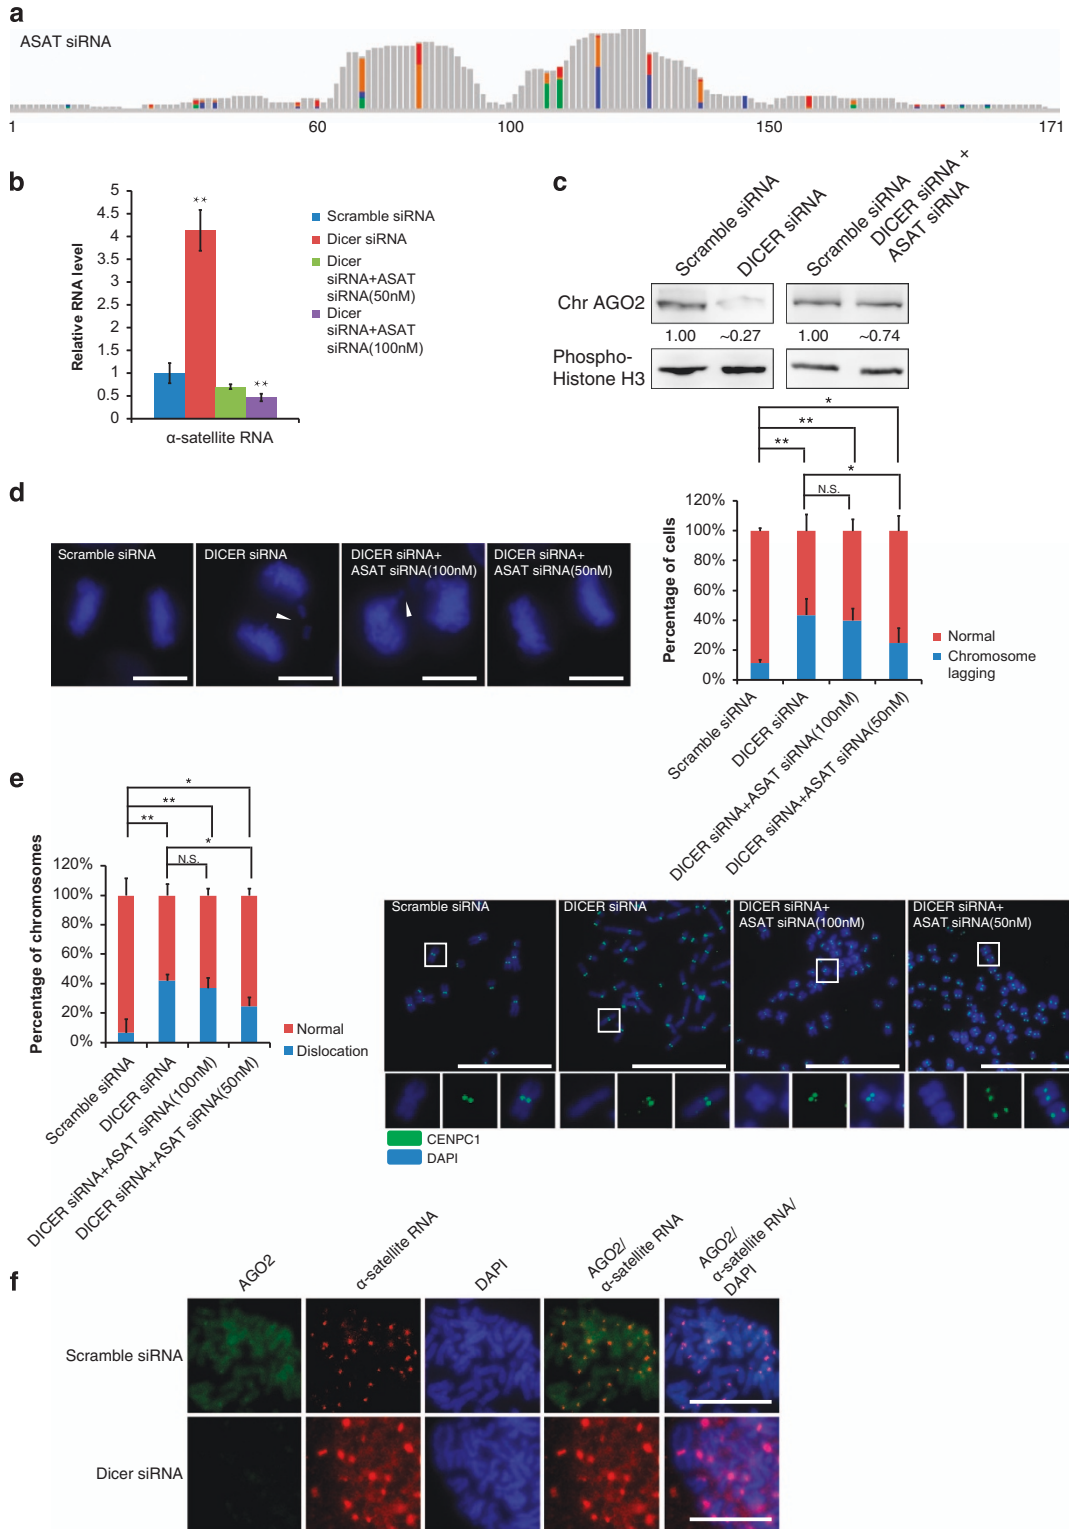 a
ASAT siRNA
1
60
100
150
171
b
Relative RNA level
5
4.5
4
3.5
3
2.5
2
1.5
1
0.5
0
**
**
α-satellite RNA
Scramble siRNA
Dicer siRNA
Dicer
siRNA+ASAT
siRNA(50nM)
Dicer
siRNA+ASAT
siRNA(100nM)
c
Scramble siRNA
DICER siRNA
Scramble siRNA
DICER siRNA +
ASAT siRNA
Chr AGO2
1.00
~0.27
1.00
~0.74
Phospho-
Histone H3
d
Scramble siRNA
DICER siRNA
DICER siRNA+
ASAT siRNA(100nM)
DICER siRNA+
ASAT siRNA(50nM)
*
**
**
*
N.S.
Percentage of cells
120%
100%
80%
60%
40%
20%
0%
Normal
Chromosome
lagging
Scramble siRNA
DICER siRNA
DICER siRNA+ASAT siRNA(100nM)
DICER siRNA+ASAT siRNA(50nM)
e
*
**
**
*
N.S.
Percentage of chromosomes
120%
100%
80%
60%
40%
20%
0%
Normal
Dislocation
Scramble siRNA
DICER siRNA
DICER siRNA+ASAT siRNA(100nM)
DICER siRNA+ASAT siRNA(50nM)
Scramble siRNA
DICER siRNA
DICER siRNA+
ASAT siRNA(100nM)
DICER siRNA+
ASAT siRNA(50nM)
CENPC1
DAPI
f
AGO2
α-satellite RNA
DAPI
AGO2/
α-satellite RNA
AGO2/
α-satellite RNA/
DAPI
Scramble siRNA
Dicer siRNA